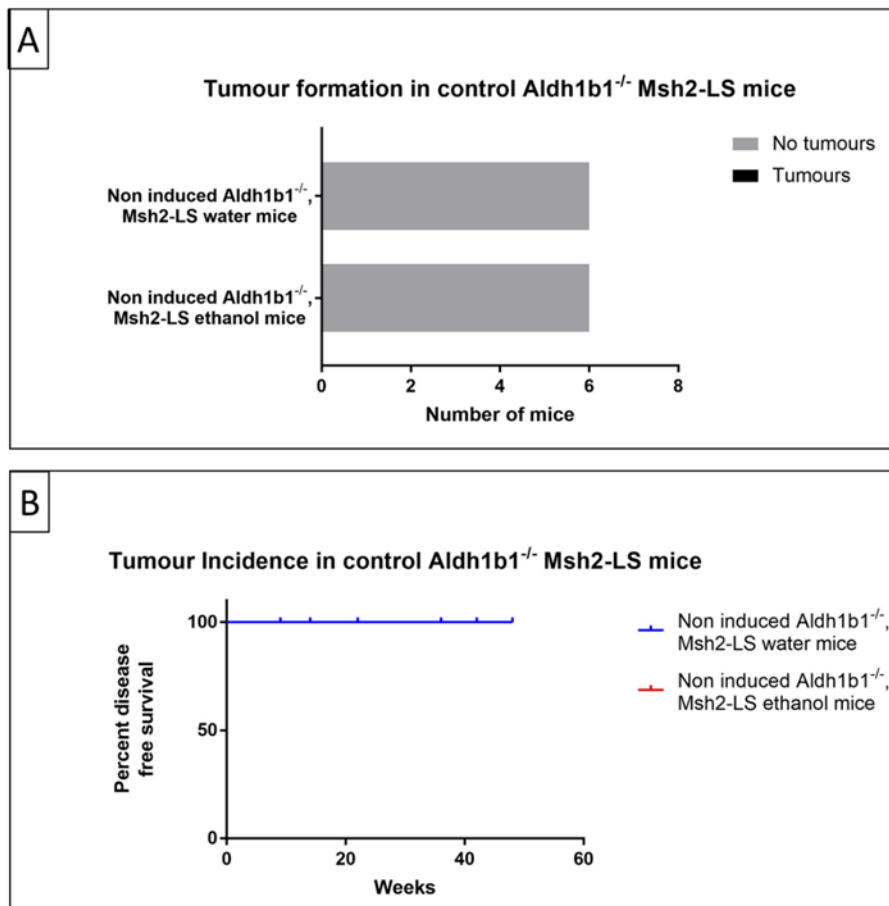 A
Tumour formation in control Aldh1b1⁻/⁻ Msh2-LS mice
No tumours
Tumours
Non induced Aldh1b1⁻/⁻,
Msh2-LS water mice
Non induced Aldh1b1⁻/⁻,
Msh2-LS ethanol mice
0 2 4 6 8
Number of mice
B
Tumour Incidence in control Aldh1b1⁻/⁻ Msh2-LS mice
Percent disease
free survival
100
50
0
0 20 40 60
Weeks
Non induced Aldh1b1⁻/⁻,
Msh2-LS water mice
Non induced Aldh1b1⁻/⁻,
Msh2-LS ethanol mice